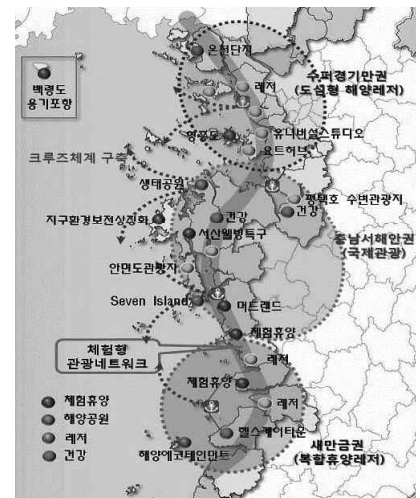 온천단지
백령도
용기포항
레저
수퍼경기만권
(도심형 해양레저)
영흥도
유니버설스튜디오
요트허브
크루즈체계 구축
생태공원
평택호 수변관광지
건강
건강
지구환경보전상징화
서산웰빙특구
충남서해안권
(국제관광)
안면도관광지
Seven Island
머드랜드
체험휴양
체험형
관광네트워크
레저
체험휴양
레저
헬스케어타운
해양에코테인먼트
새만금권
(복합휴양레저)
체험휴양
해양공원
레저
건강